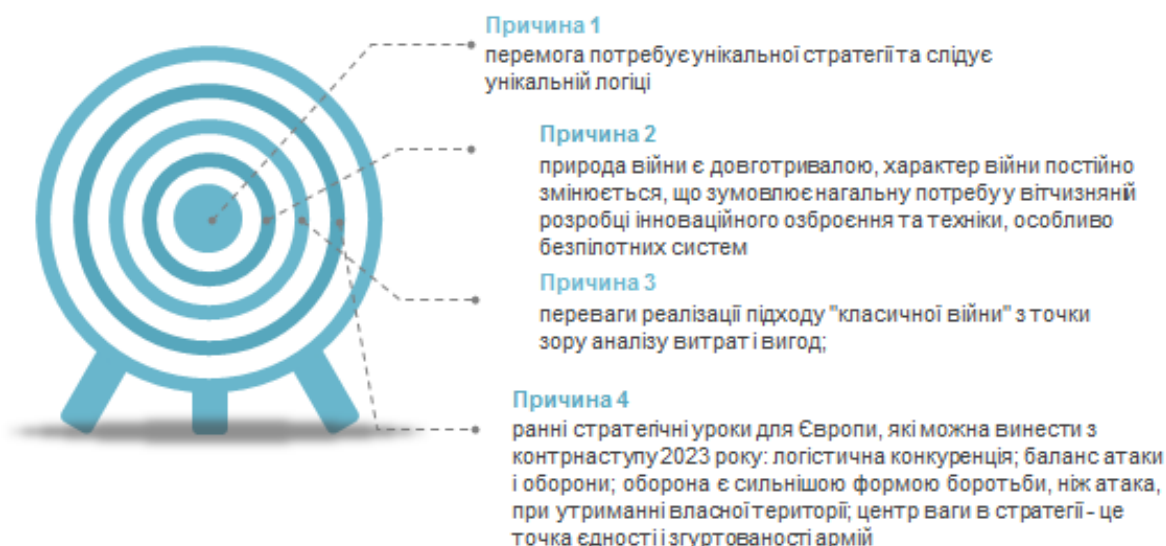 Причина 1
перемога потребує унікальної стратегії та слідує
унікальній логіці
Причина 2
природа війни є довготривалою, характер війни постійно
змінюється, що зумовлює нагальну потребу у вітчизняній
розробці інноваційного озброєння та техніки, особливо
безпілотних систем
Причина 3
переваги реалізації підходу "класичної війни" з точки
зору аналізу витрат і вигод;
Причина 4
ранні стратегічні уроки для Європи, які можна винести з
контрнаступу 2023 року: логістична конкуренція; баланс атаки
і оборони; оборона є сильнішою формою боротьби, ніж атака,
при утриманні власної території; центр ваги в стратегії - це
точка єдності і згуртованості армій